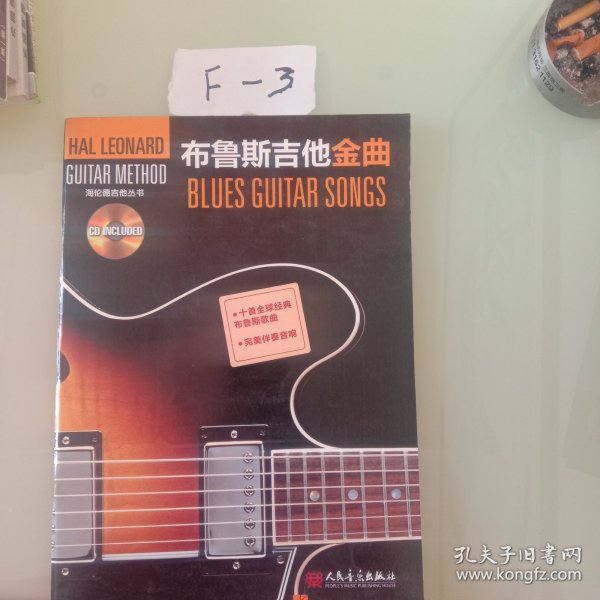 F-3
HAL LEONARD
GUITAR METHOD
海伦德吉他丛书
CD INCLUDED
布鲁斯吉他金曲
BLUES GUITAR SONGS
• 十首全球经典
布鲁斯歌曲
• 完美伴奏音响
人民音乐出版社
PEOPLE'S MUSIC PUBLISHING HOUSE
孔夫子旧书网
www.kongfz.com